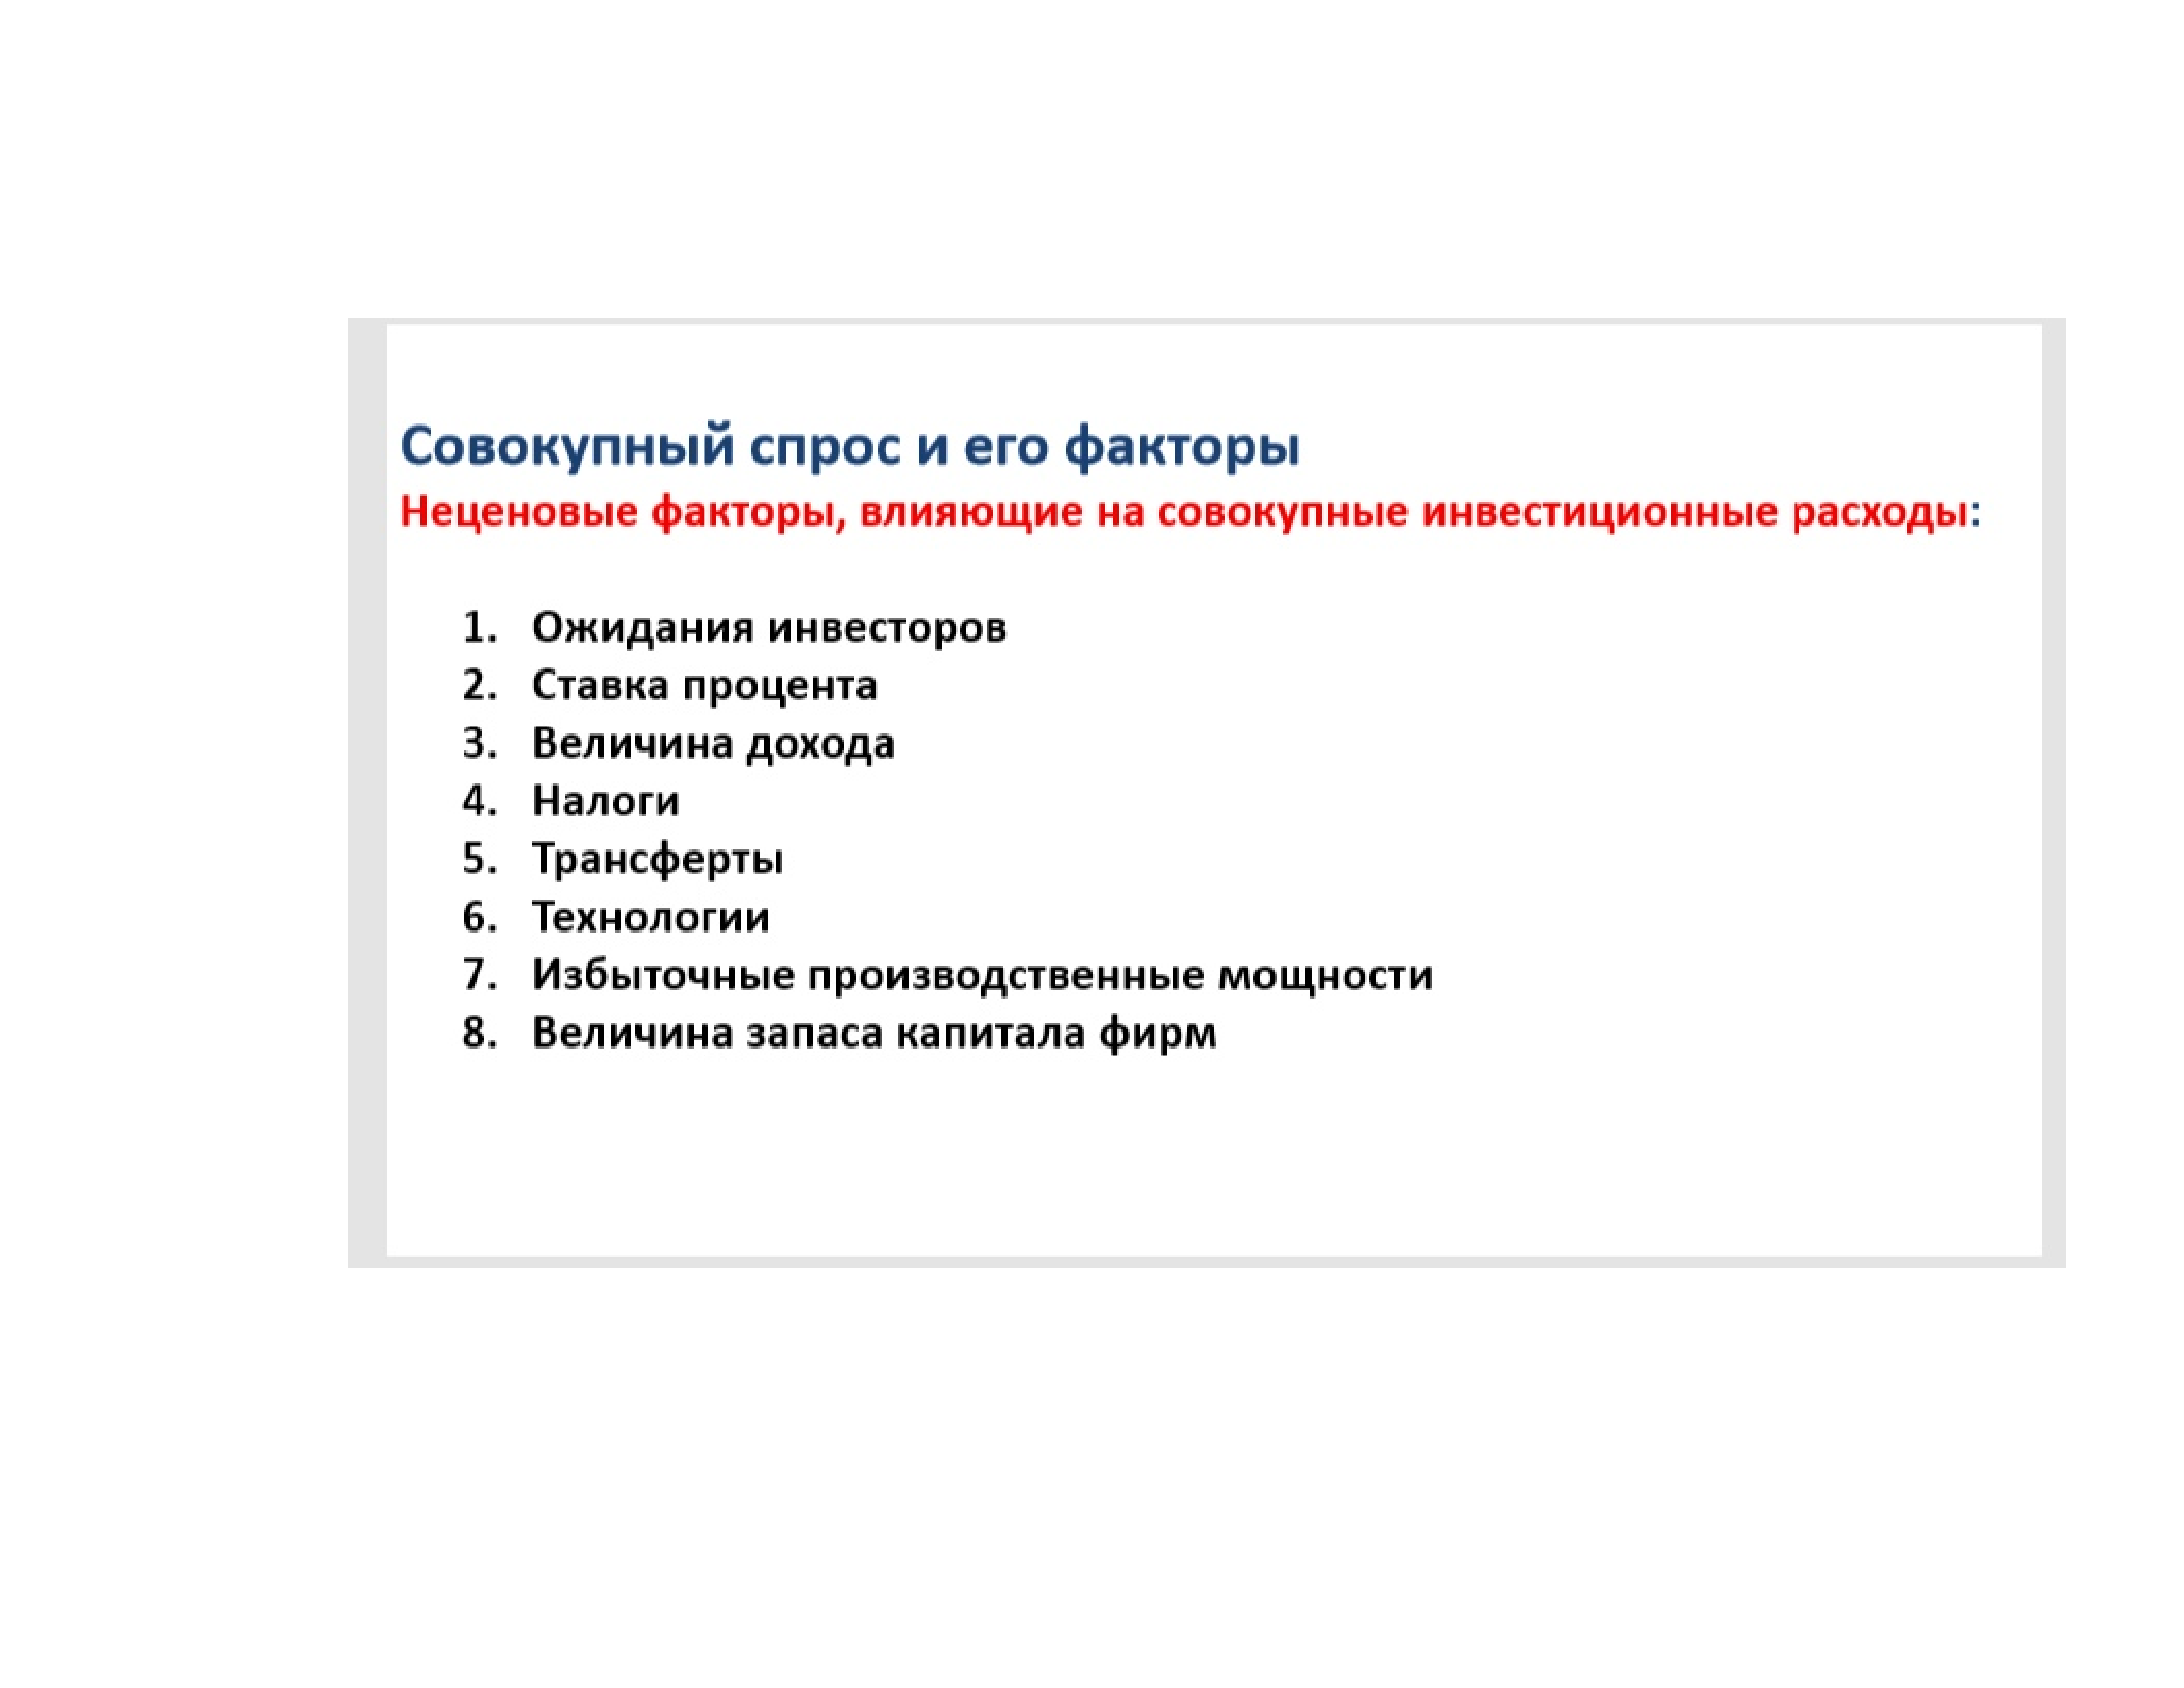 Совокупный спрос и его факторы
Неценовые факторы, влияющие на совокупные инвестиционные расходы:
1. Ожидания инвесторов
2. Ставка процента
3. Величина дохода
4. Налоги
5. Трансферты
6. Технологии
7. Избыточные производственные мощности
8. Величина запаса капитала фирм